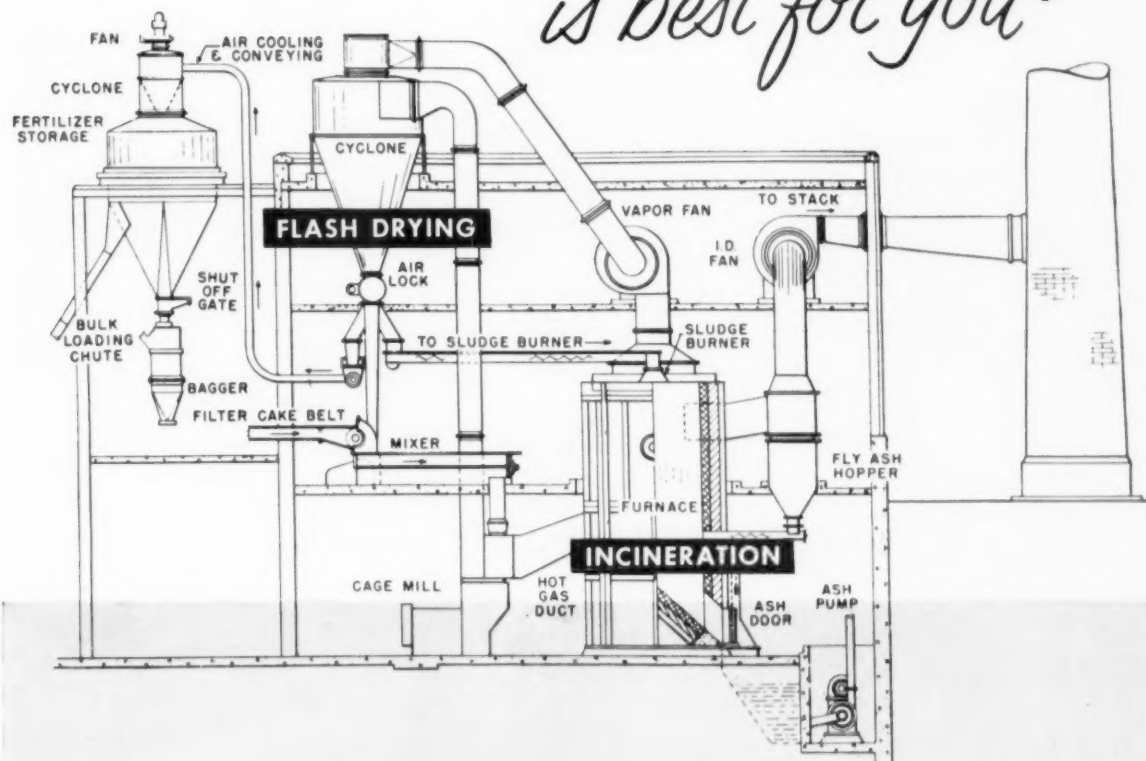 is best for you
FAN
AIR COOLING
& CONVEYING
CYCLONE
FERTILIZER
STORAGE
CYCLONE
FLASH DRYING
VAPOR FAN
TO STACK
I.D.
FAN
AIR
LOCK
SHUT
OFF
GATE
BULK
LOADING
CHUTE
TO SLUDGE BURNER
SLUDGE
BURNER
BAGGER
FILTER CAKE BELT
MIXER
FLY ASH
HOPPER
FURNACE
INCINERATION
CAGE MILL
HOT
GAS
DUCT
ASH
DOOR
ASH
PUMP